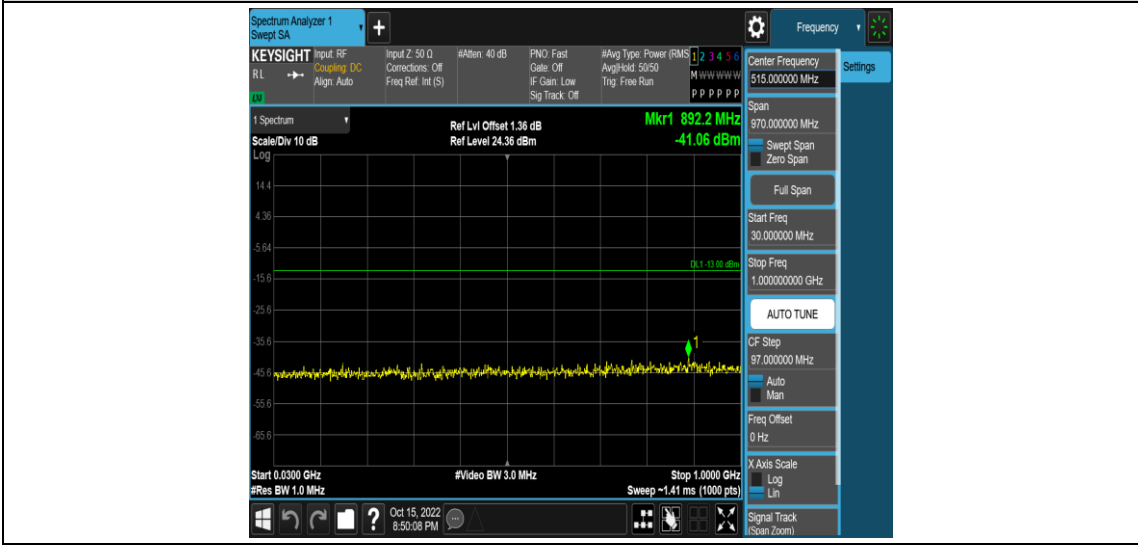 Spectrum Analyzer 1
Swept SA
+
Frequency
KEYSIGHT
RL
LM
Input: RF
Coupling: DC
Align: Auto
Input Z: 50 Ω
Corrections: Off
Freq Ref: Int (S)
#Atten: 40 dB
PNO: Fast
Gate: Off
IF Gain: Low
Sig Track: Off
#Avg Type: Power (RMS
Avg|Hold: 50/50
Trig: Free Run
1 2 3 4 5 6
M W W W W W
P P P P P P
1 Spectrum
Scale/Div 10 dB
Ref Lvl Offset 1.36 dB
Ref Level 24.36 dBm
Mkr1 892.2 MHz
-41.06 dBm
Log
14.4
4.36
-5.64
DL1 -13.00 dBm
-15.6
-25.6
-35.6
1
-45.6
-55.6
-65.6
Start 0.0300 GHz
#Res BW 1.0 MHz
#Video BW 3.0 MHz
Stop 1.0000 GHz
Sweep ~1.41 ms (1000 pts)
?
Oct 15, 2022
8:50:08 PM
Center Frequency
515.000000 MHz
Settings
Span
970.000000 MHz
Swept Span
Zero Span
Full Span
Start Freq
30.000000 MHz
Stop Freq
1.000000000 GHz
AUTO TUNE
CF Step
97.000000 MHz
Auto
Man
Freq Offset
0 Hz
X Axis Scale
Log
Lin
Signal Track
(Span Zoom)